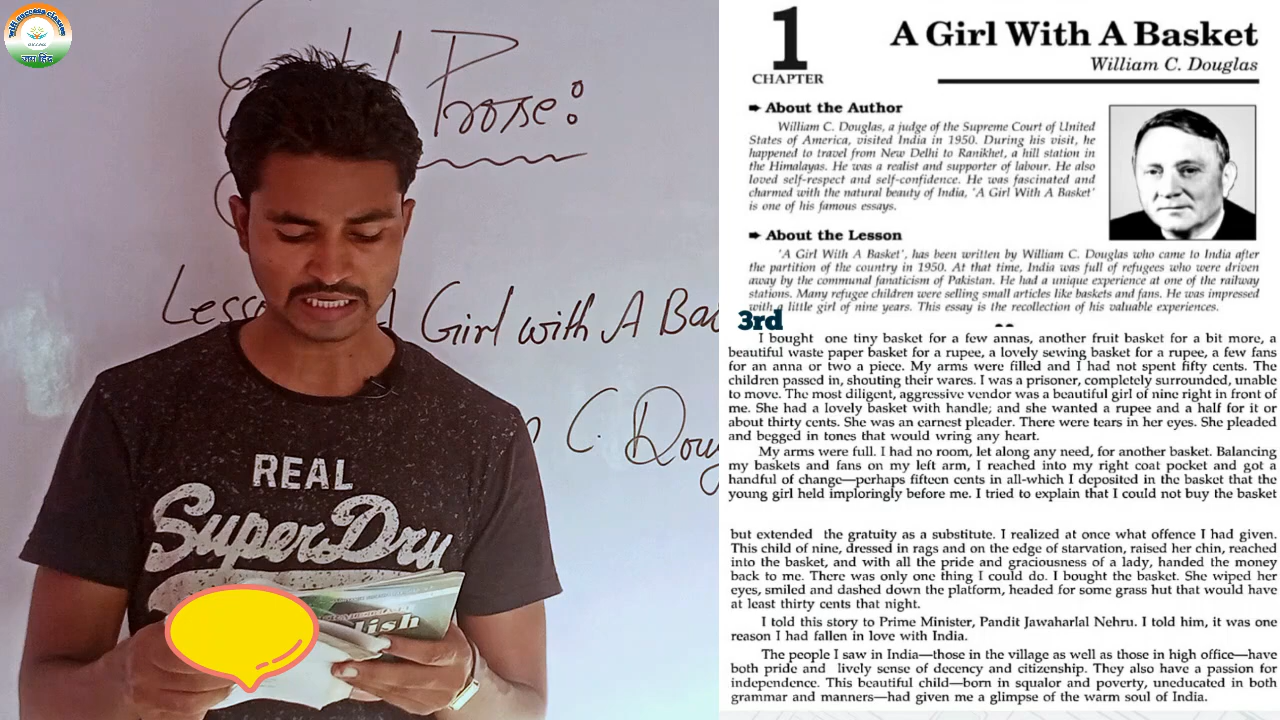 self success classes
SUCCESS
जय हिंद
Prose:
Lesso
A Girl with A Bas
C. Doug
REAL
SuperDry
lish
1
CHAPTER
A Girl With A Basket
William C. Douglas
➨ About the Author
William C. Douglas, a judge of the Supreme Court of United
States of America, visited India in 1950. During his visit, he
happened to travel from New Delhi to Ranikhet, a hill station in
the Himalayas. He was a realist and supporter of labour. He also
loved self-respect and self-confidence. He was fascinated and
charmed with the natural beauty of India, 'A Girl With A Basket'
is one of his famous essays.
➨ About the Lesson
'A Girl With A Basket', has been written by William C. Douglas who came to India after
the partition of the country in 1950. At that time, India was full of refugees who were driven
away by the communal fanaticism of Pakistan. He had a unique experience at one of the railway
stations. Many refugee children were selling small articles like baskets and fans. He was impressed
with a little girl of nine years. This essay is the recollection of his valuable experiences.
3rd
I bought one tiny basket for a few annas, another fruit basket for a bit more, a
beautiful waste paper basket for a rupee, a lovely sewing basket for a rupee, a few fans
for an anna or two a piece. My arms were filled and I had not spent fifty cents. The
children passed in, shouting their wares. I was a prisoner, completely surrounded, unable
to move. The most diligent, aggressive vendor was a beautiful girl of nine right in front of
me. She had a lovely basket with handle; and she wanted a rupee and a half for it or
about thirty cents. She was an earnest pleader. There were tears in her eyes. She pleaded
and begged in tones that would wring any heart.
My arms were full. I had no room, let along any need, for another basket. Balancing
my baskets and fans on my left arm, I reached into my right coat pocket and got a
handful of change—perhaps fifteen cents in all-which I deposited in the basket that the
young girl held imploringly before me. I tried to explain that I could not buy the basket
but extended the gratuity as a substitute. I realized at once what offence I had given.
This child of nine, dressed in rags and on the edge of starvation, raised her chin, reached
into the basket, and with all the pride and graciousness of a lady, handed the money
back to me. There was only one thing I could do. I bought the basket. She wiped her
eyes, smiled and dashed down the platform, headed for some grass hut that would have
at least thirty cents that night.
I told this story to Prime Minister, Pandit Jawaharlal Nehru. I told him, it was one
reason I had fallen in love with India.
The people I saw in India—those in the village as well as those in high office—have
both pride and lively sense of decency and citizenship. They also have a passion for
independence. This beautiful child—born in squalor and poverty, uneducated in both
grammar and manners—had given me a glimpse of the warm soul of India.